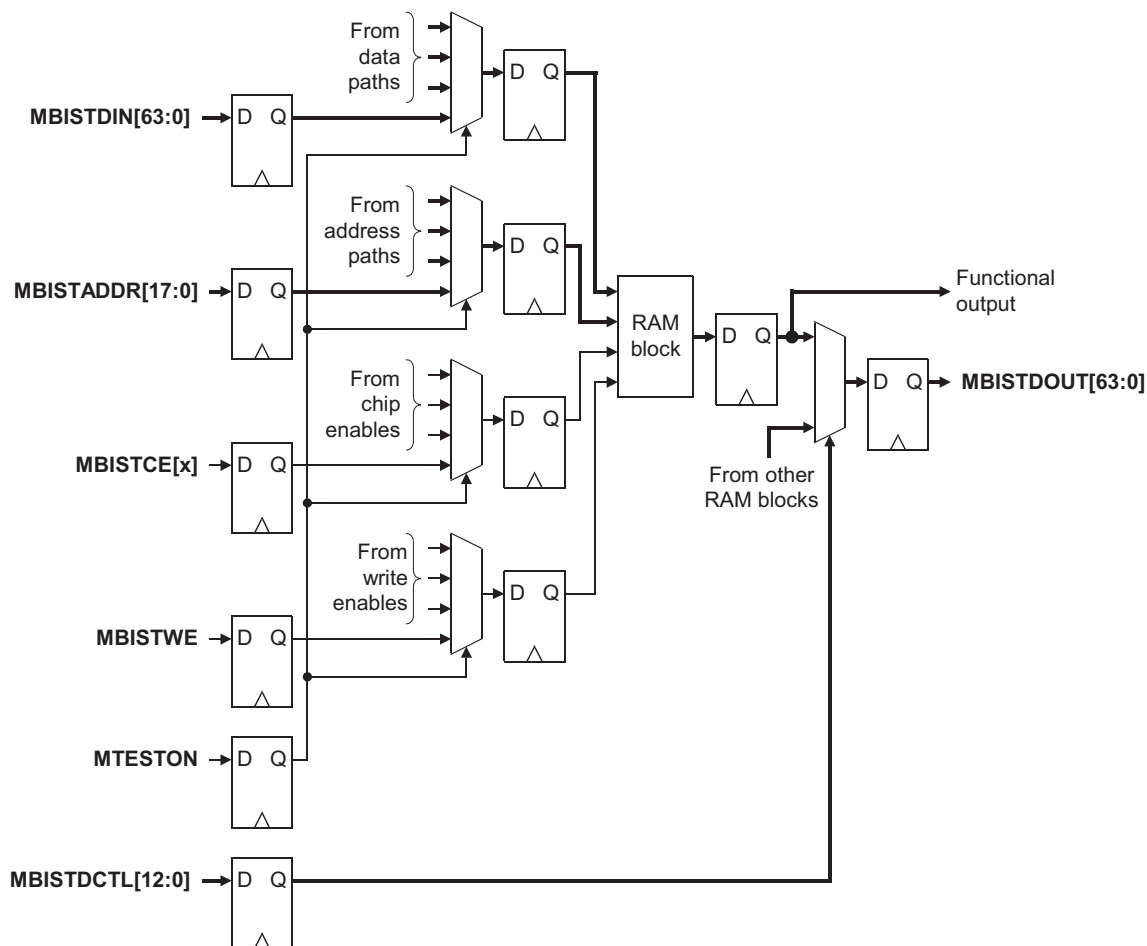 From
data
paths
D Q
MBISTDIN[63:0]
D Q
From
address
paths
D Q
MBISTADDR[17:0]
D Q
RAM
block
D Q
Functional
output
From
chip
enables
D Q
D Q
MBISTDOUT[63:0]
MBISTCE[x]
D Q
From other
RAM blocks
From
write
enables
D Q
MBISTWE
D Q
MTESTON
D Q
MBISTDCTL[12:0]
D Q